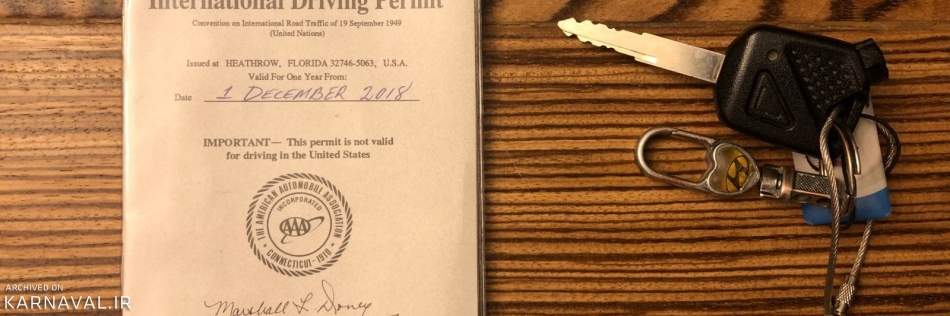 International Driving Permit
Convention on International Road Traffic of 19 September 1949
(United Nations)
Issued at HEATHROW, FLORIDA 32746-5063, U.S.A.
Valid For One Year From:
Date 1 DECEMBER 2018
IMPORTANT— This permit is not valid
for driving in the United States
THE AMERICAN AUTOMOBILE ASSOCIATION
INCORPORATED
AAA
CONNECTICUT-1910
Marshall L. Doney
ARCHIVED ON
KARNAVAL.IR